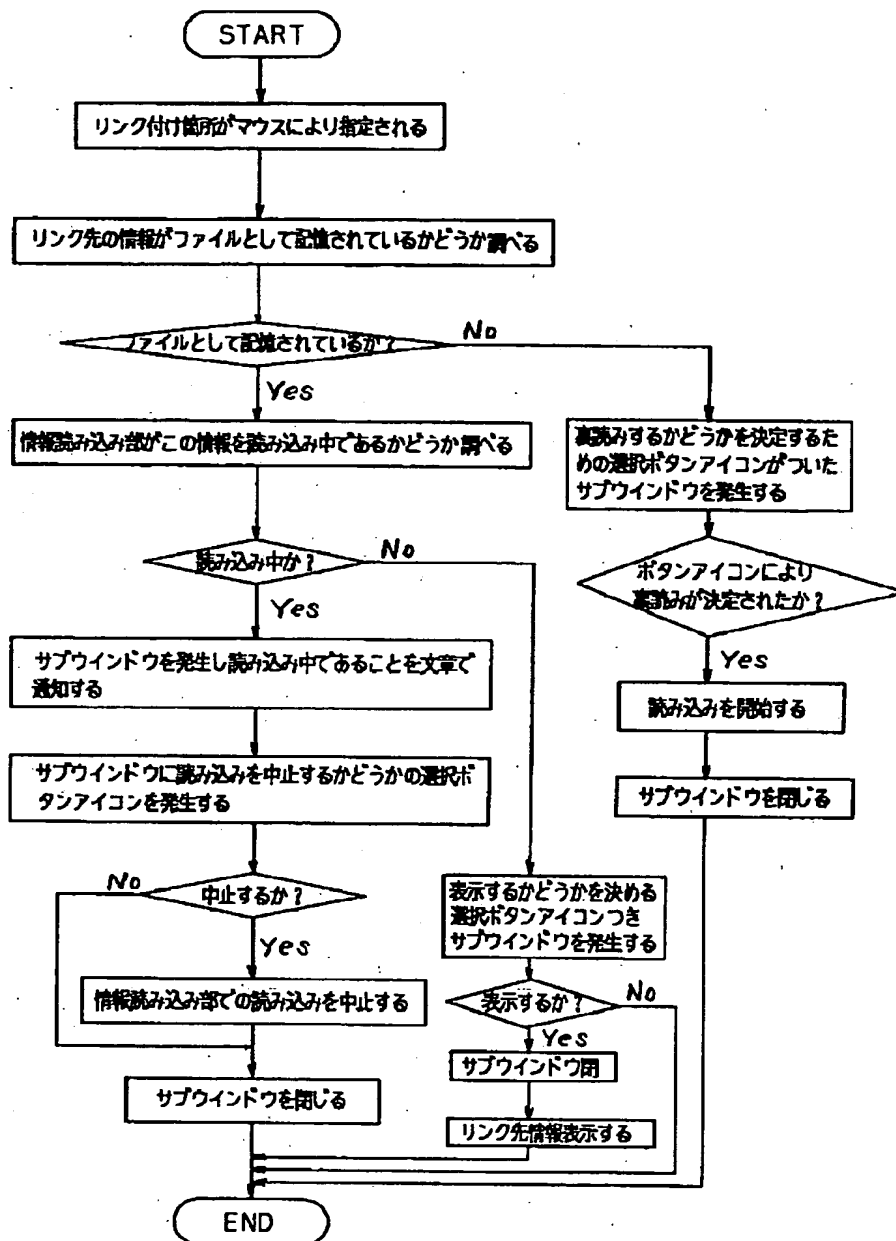 START
リンク付け箇所がマウスにより指定される
リンク先の情報がファイルとして記憶されているかどうか調べる
ファイルとして記憶されているか?
No
Yes
情報読み込み部がこの情報を読み込み中であるかどうか調べる
裏読みするかどうかを決定するた
めの選択ボタンアイコンがついた
サブウインドウを発生する
読み込み中か?
No
Yes
ボタンアイコンにより
裏読みが決定されたか?
Yes
サブウインドウを発生し読み込み中であることを文章で
通知する
読み込みを開始する
サブウインドウに読み込みを中止するかどうかの選択ボ
タンアイコンを発生する
サブウインドウを閉じる
中止するか?
No
Yes
表示するかどうかを決める
選択ボタンアイコンつき
サブウインドウを発生する
情報読み込み部での読み込みを中止する
表示するか?
No
Yes
サブウインドウ閉
サブウインドウを閉じる
リンク先情報表示する
END